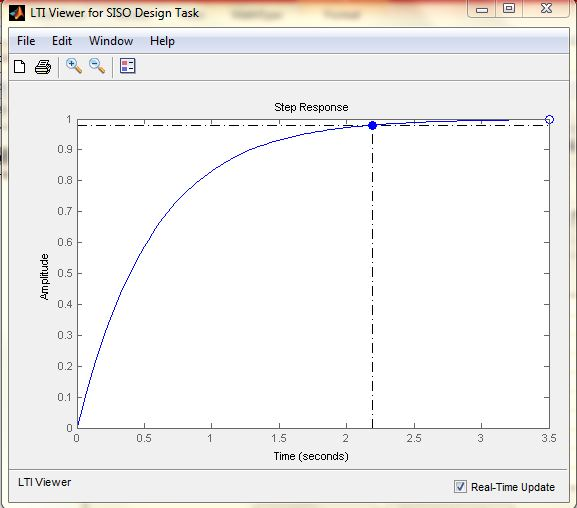 LTI Viewer for SISO Design Task
File Edit Window Help
Step Response
1
0.9
0.8
0.7
0.6
0.5
0.4
0.3
0.2
0.1
0
Amplitude
0 0.5 1 1.5 2 2.5 3 3.5
Time (seconds)
LTI Viewer
Real-Time Update